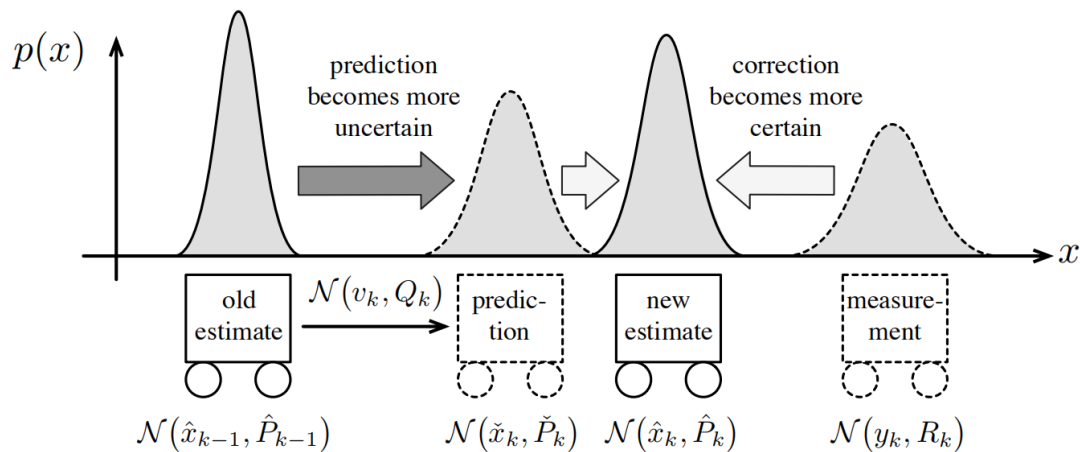 p(x)
prediction
becomes more
uncertain
correction
becomes more
certain
x
old
estimate
𝒩(v_k, Q_k)
predic-
tion
new
estimate
measure-
ment
𝒩(x̂_{k−1}, P̂_{k−1})
𝒩(x̌_k, P̌_k)
𝒩(x̂_k, P̂_k)
𝒩(y_k, R_k)